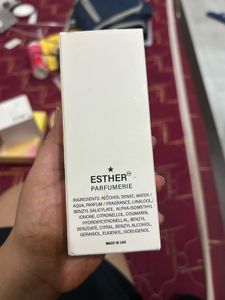 ESTHER
PARFUMERIE
INGREDIENTS: ALCOHOL DENAT, WATER /
AQUA, PARFUM / FRAGRANCE, LINALOOL,
BENZYL SALICYLATE, ALPHA-ISOMETHYL
IONONE, CITRONELLOL, COUMARIN,
HYDROXYCITRONELLAL, BENZYL
BENZOATE, CITRAL, BENZYL ALCOHOL,
GERANIOL, EUGENOL, ISOEUGENOL
MADE IN UAE